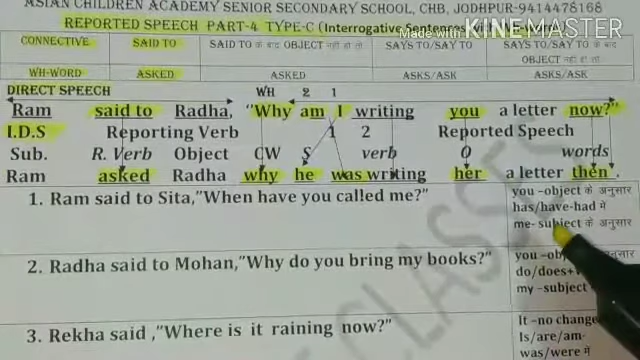 ASIAN CHILDREN ACADEMY SENIOR SECONDARY SCHOOL, CHB, JODHPUR-9414478168
REPORTED SPEECH PART-4 TYPE-C (Interrogative Sentences
Made with KINEMASTER
CONNECTIVE SAID TO SAID TO के बाद OBJECT नहीं हो तो SAYS TO/SAY TO SAYS TO/SAY TO के बाद OBJECT नहीं हो तो
WH-WORD ASKED ASKED ASKS/ASK ASKS/ASK
DIRECT SPEECH WH 2 1
Ram said to Radha, "Why am I writing you a letter now?"
I.D.S Reporting Verb 1 2 Reported Speech
Sub. R. Verb Object CW S verb O words
Ram asked Radha why he was writing her a letter then.
1. Ram said to Sita,"When have you called me?"
you -object के अनुसार
has/have-had में
me- subject के अनुसार
2. Radha said to Mohan,"Why do you bring my books?"
do/does+
my -subject
3. Rekha said ,"Where is it raining now?"
It -no change
Is/are/am-
was/were में
CLASSES